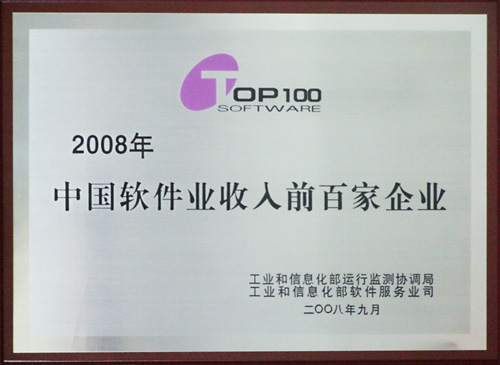 TOP100
SOFTWARE
2008年
中国软件业收入前百家企业
工业和信息化部运行监测协调局
工业和信息化部软件服务业司
二〇〇八年九月